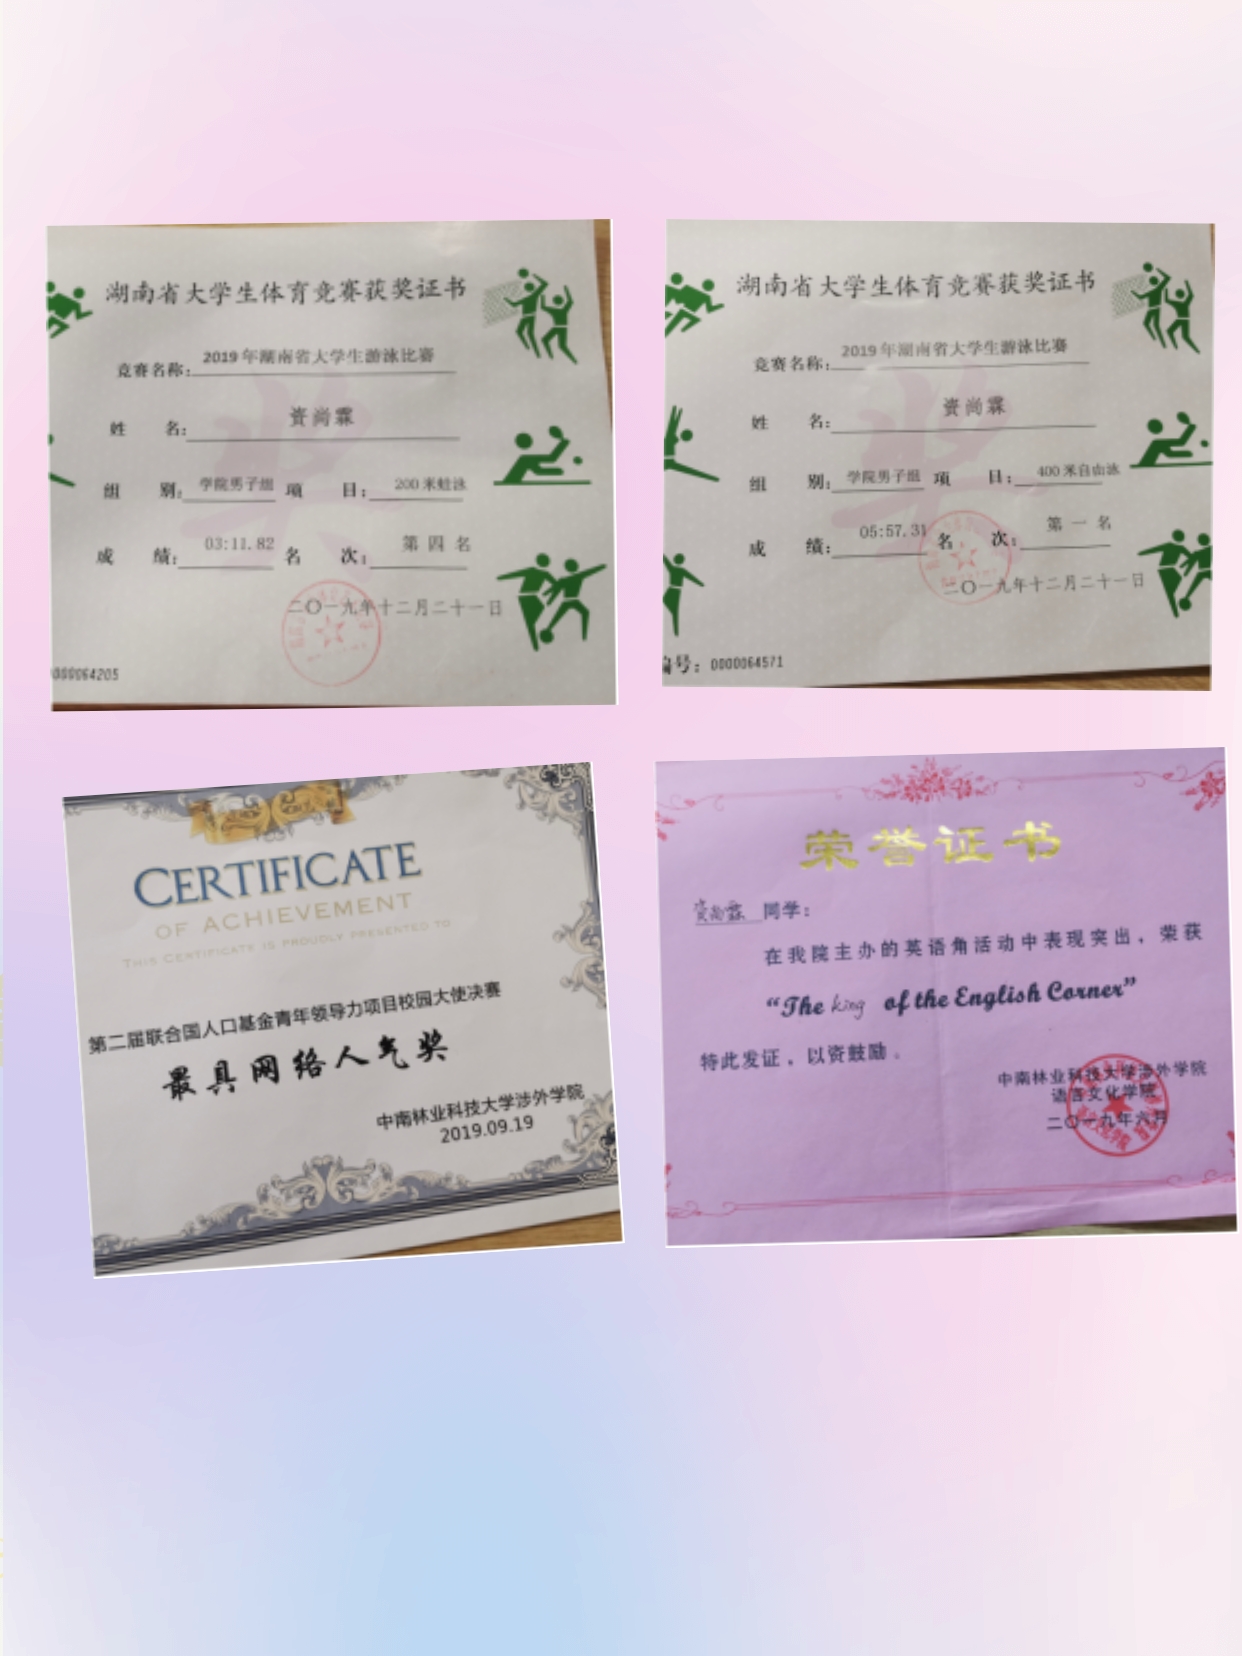 湖南省大学生体育竞赛获奖证书
竞赛名称：2019年湖南省大学生游泳比赛
姓 名：资尚霖
组 别：学院男子组 项 目：200米蛙泳
成 绩：03:11.82 名 次：第四名
二〇一九年十二月二十一日
0000064205
湖南省大学生体育竞赛获奖证书
竞赛名称：2019年湖南省大学生游泳比赛
姓 名：资尚霖
组 别：学院男子组 项 目：400米自由泳
成 绩：05:57.31 名 次：第一名
二〇一九年十二月二十一日
编号：0000064571
CERTIFICATE
OF ACHIEVEMENT
THIS CERTIFICATE IS PROUDLY PRESENTED TO
第二届联合国人口基金青年领导力项目校园大使决赛
最具网络人气奖
中南林业科技大学涉外学院
2019.09.19
荣誉证书
资尚霖 同学：
在我院主办的英语角活动中表现突出，荣获
“The king of the English Corner”
特此发证，以资鼓励。
中南林业科技大学涉外学院
语言文化学院
二〇一九年六月